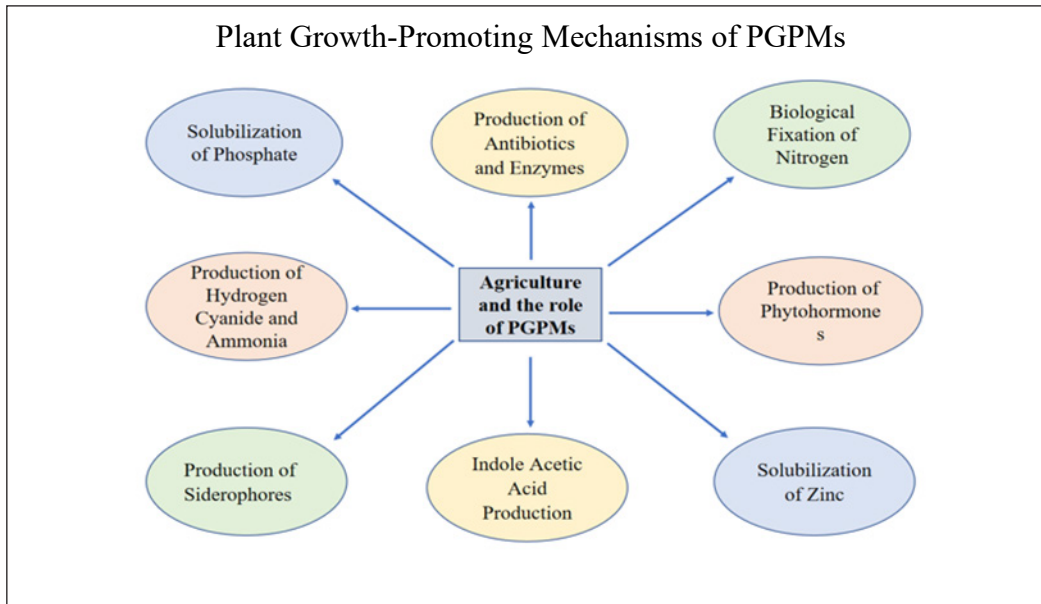 Plant Growth-Promoting Mechanisms of PGPMs
Solubilization
of Phosphate
Production of
Antibiotics
and Enzymes
Biological
Fixation of
Nitrogen
Production of
Hydrogen
Cyanide and
Ammonia
Agriculture
and the role
of PGPMs
Production of
Phytohormone
s
Production of
Siderophores
Indole Acetic
Acid
Production
Solubilization
of Zinc